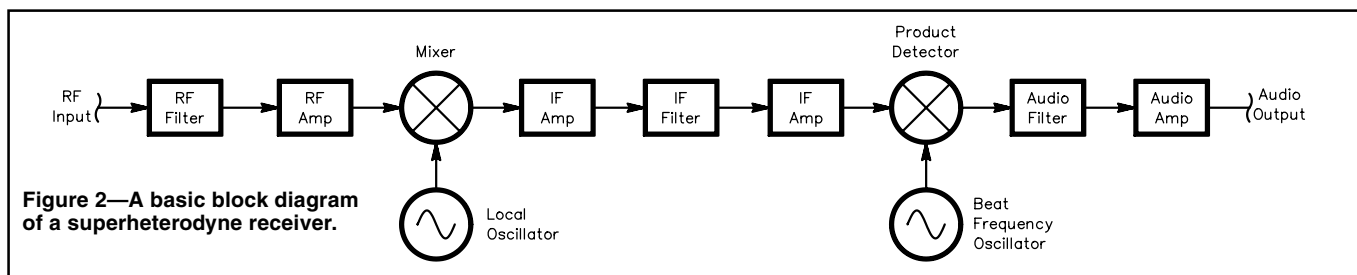 Mixer
Product
Detector
RF
Input
RF
Filter
RF
Amp
IF
Amp
IF
Filter
IF
Amp
Audio
Filter
Audio
Amp
Audio
Output
Local
Oscillator
Beat
Frequency
Oscillator
Figure 2—A basic block diagram
of a superheterodyne receiver.